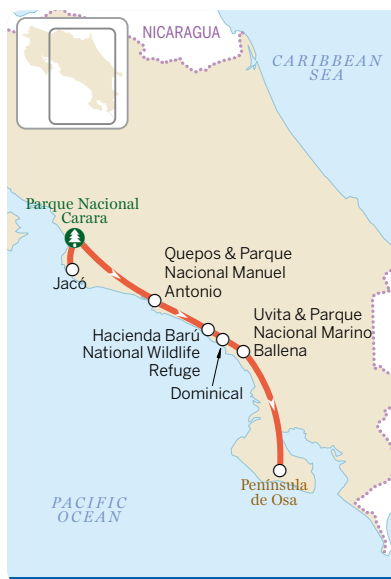 NICARAGUA
CARIBBEAN
SEA
Parque Nacional
Carara
Jacó
Quepos & Parque
Nacional Manuel
Antonio
Uvita & Parque
Nacional Marino
Ballena
Hacienda Barú
National Wildlife
Refuge
Dominical
Península
de Osa
PACIFIC
OCEAN